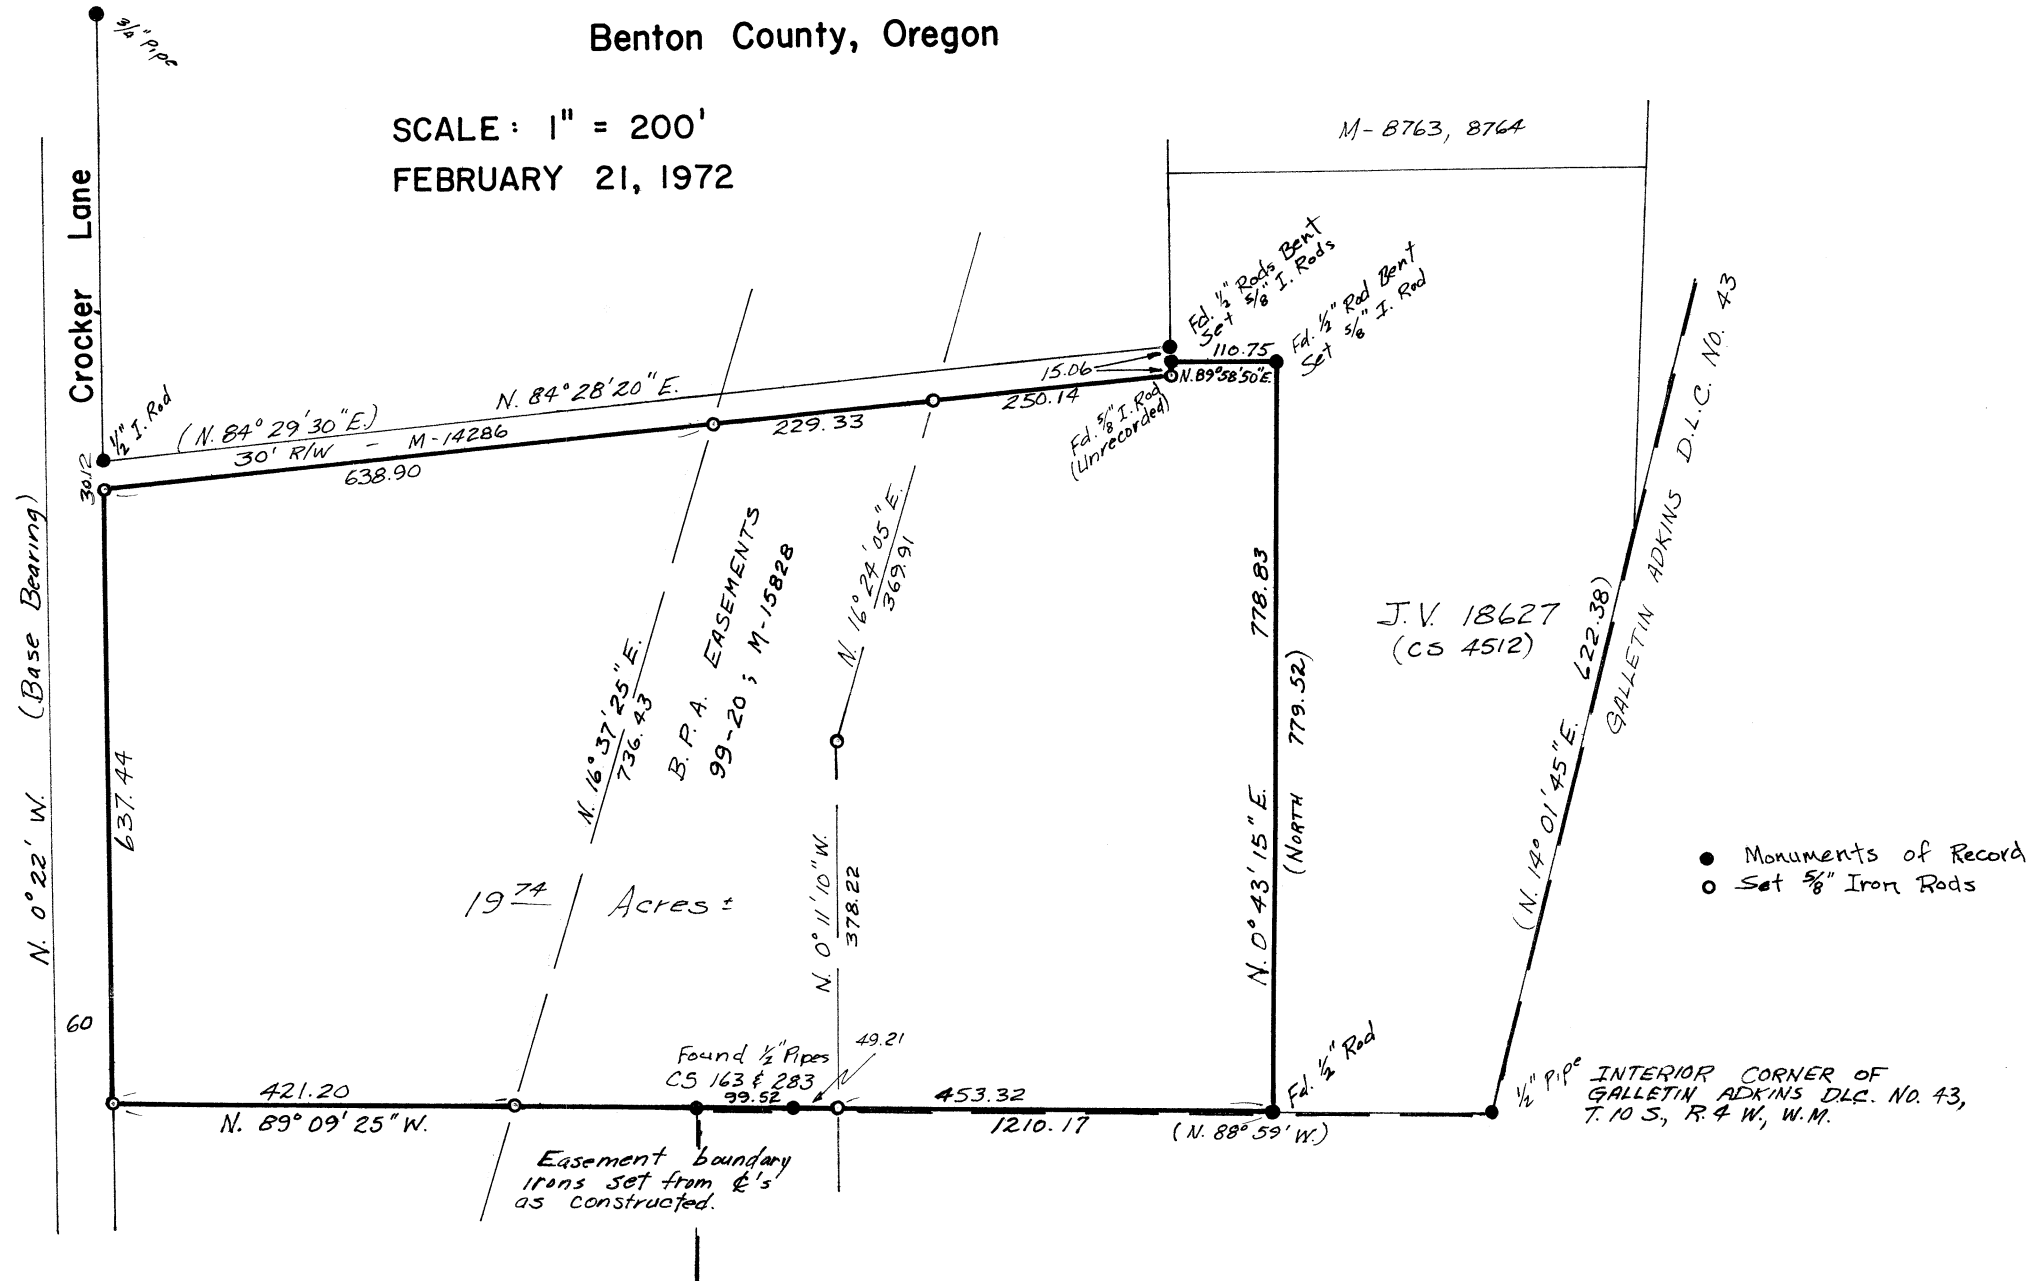 3/4" Pipe
Benton County, Oregon
SCALE: 1" = 200'
FEBRUARY 21, 1972
M-8763, 8764
Crocker Lane
Fd. 1/2" Rods Bent
Set 5/8" I. Rods
Fd. 1/2" Rod Bent
Set 5/8" I. Rod
110.75
15.06
N. 89°58'50"E.
Fd. 5/8" I. Rod
(Unrecorded)
1/2" I. Rod
N. 84°28'20"E.
(N. 84°29'30"E.)
30' R/W - M-14286
638.90
229.33
250.14
30.12
N. 0°22' W. (Base Bearing)
637.44
60
N. 16°37'25"E.
736.43
B.P.A. EASEMENTS
99-20; M-15828
N. 16°24'05"E.
369.91
N. 0°11'10"W.
378.22
19 74 Acres ±
778.83
N. 0°43'15"E.
(NORTH 779.52)
J.V. 18627
(CS 4512)
(N. 14°01'45"E. 622.38)
GALLETIN ADKINS D.L.C. No. 43
Monuments of Record
Set 5/8" Iron Rods
Found 1/2" Pipes
CS 163 & 283
49.21
99.52
421.20
N. 89°09'25"W.
453.32
1210.17
(N. 88°59' W.)
Fd. 1/2" Rod
1/2" Pipe
INTERIOR CORNER OF
GALLETIN ADKINS DLC. NO. 43,
T. 10 S., R. 4 W., W.M.
Easement boundary
irons set from ℄'s
as constructed.